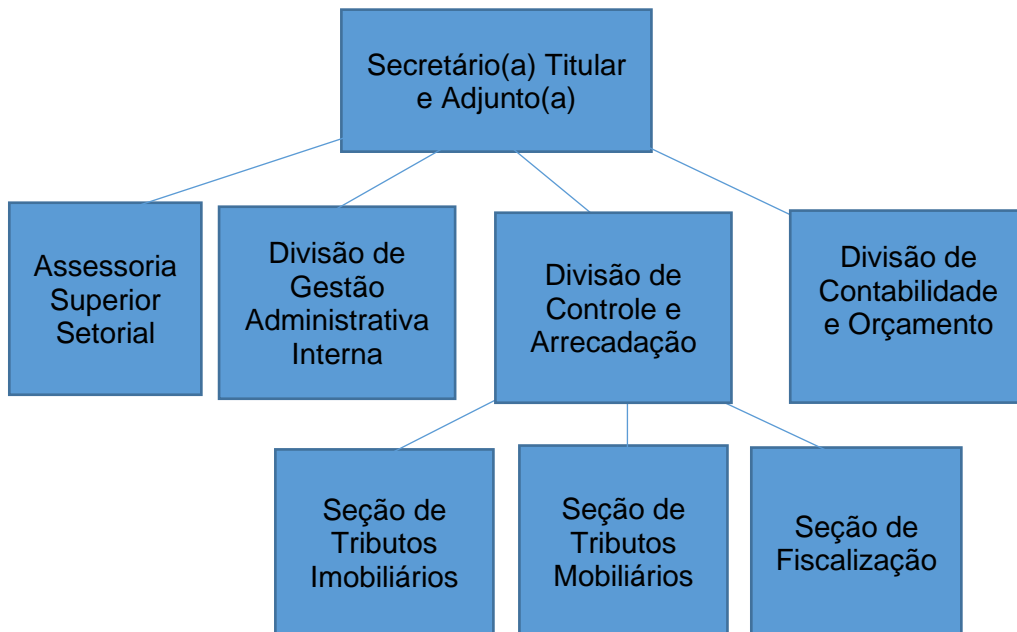 Secretário(a) Titular
e Adjunto(a)
Assessoria
Superior
Setorial
Divisão de
Gestão
Administrativa
Interna
Divisão de
Controle e
Arrecadação
Divisão de
Contabilidade
e Orçamento
Seção de
Tributos
Imobiliários
Seção de
Tributos
Mobiliários
Seção de
Fiscalização